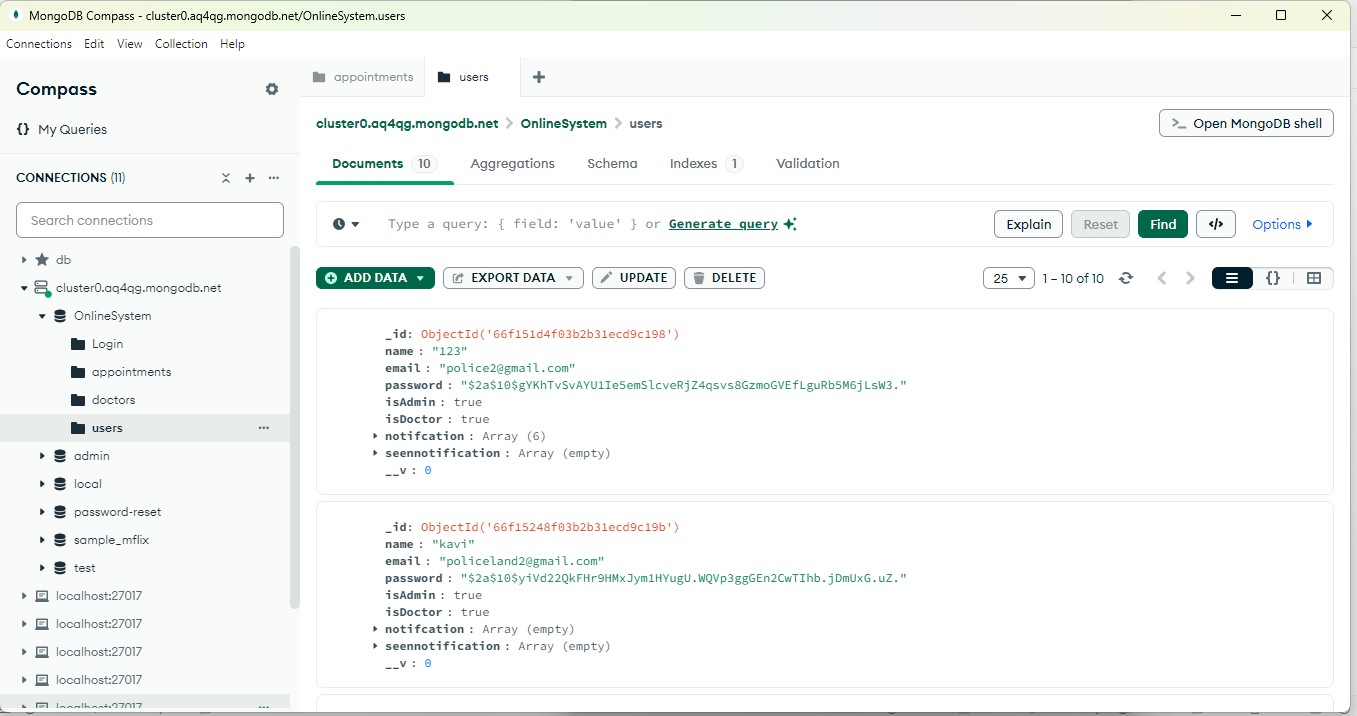 MongoDB Compass - cluster0.aq4qg.mongodb.net/OnlineSystem.users
Connections Edit View Collection Help
Compass
{} My Queries
CONNECTIONS (11)
Search connections
db
cluster0.aq4qg.mongodb.net
OnlineSystem
Login
appointments
doctors
users
admin
local
password-reset
sample_mflix
test
localhost:27017
localhost:27017
localhost:27017
localhost:27017
localhost:27017
appointments
users
cluster0.aq4qg.mongodb.net > OnlineSystem > users
>_ Open MongoDB shell
Documents 10 Aggregations Schema Indexes 1 Validation
Type a query: { field: 'value' } or Generate query
Explain Reset Find </> Options
ADD DATA EXPORT DATA UPDATE DELETE
25 1 – 10 of 10 {}
_id: ObjectId('66f151d4f03b2b31ecd9c198')
name : "123"
email : "police2@gmail.com"
password : "$2a$10$gYKhTvSvAYU1Ie5emSlcveRjZ4qsvs8GzmoGVEfLguRb5M6jLsW3."
isAdmin : true
isDoctor : true
notifcation : Array (6)
seennotification : Array (empty)
__v : 0
_id: ObjectId('66f15248f03b2b31ecd9c19b')
name : "kavi"
email : "policeland2@gmail.com"
password : "$2a$10$yiVd22QkFHr9HMxJym1HYugU.WQVp3ggGEn2CwTIhb.jDmUxG.uZ."
isAdmin : true
isDoctor : true
notifcation : Array (empty)
seennotification : Array (empty)
__v : 0